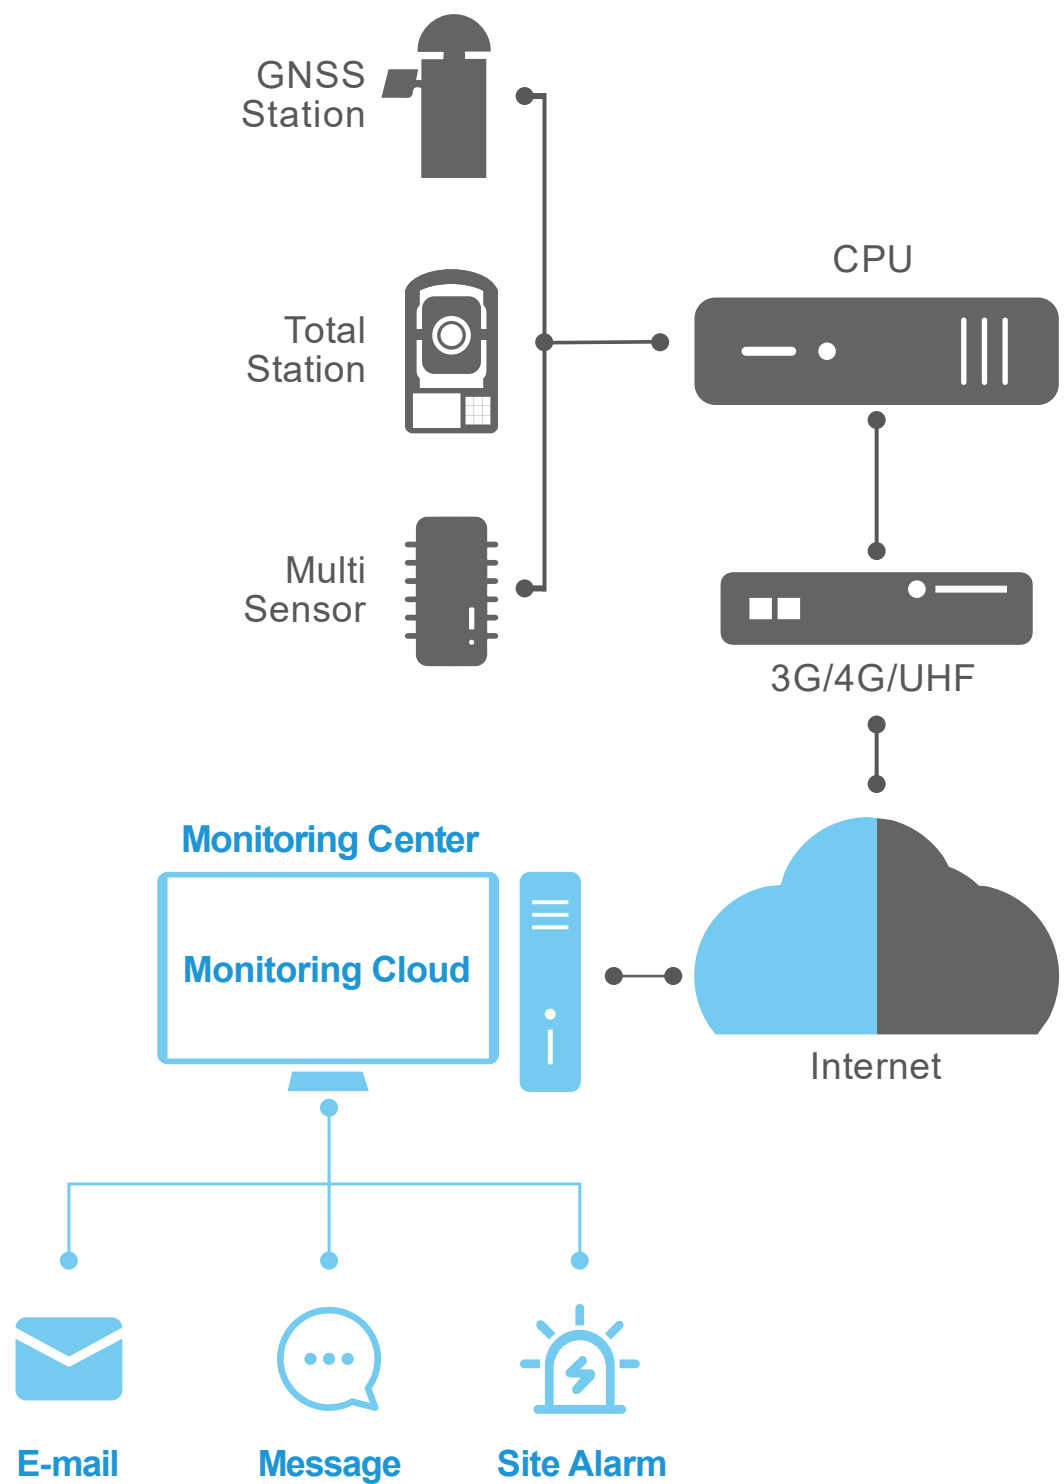 GNSS
Station
CPU
Total
Station
Multi
Sensor
3G/4G/UHF
Monitoring Center
Monitoring Cloud
Internet
E-mail
Message
Site Alarm